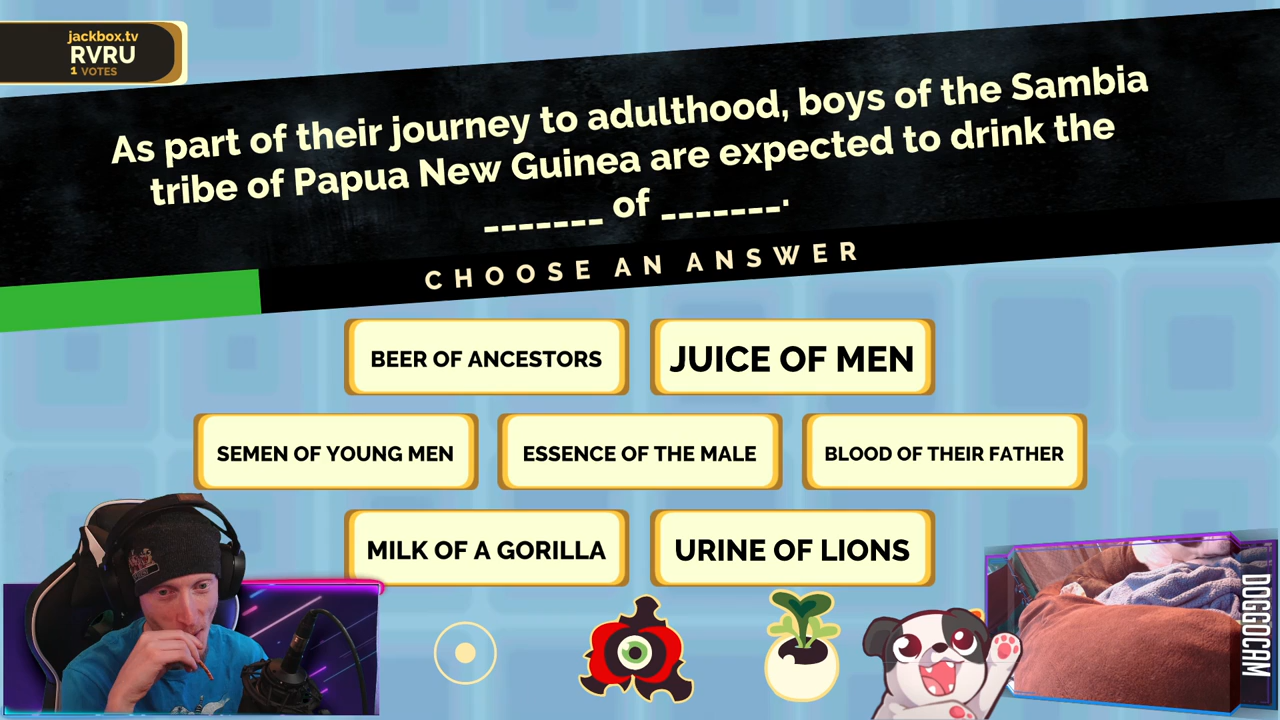 jackbox.tv
RVRU
1 VOTES
As part of their journey to adulthood, boys of the Sambia
tribe of Papua New Guinea are expected to drink the
_______ of _______.
CHOOSE AN ANSWER
BEER OF ANCESTORS
JUICE OF MEN
SEMEN OF YOUNG MEN
ESSENCE OF THE MALE
BLOOD OF THEIR FATHER
MILK OF A GORILLA
URINE OF LIONS
DOGGOCAM